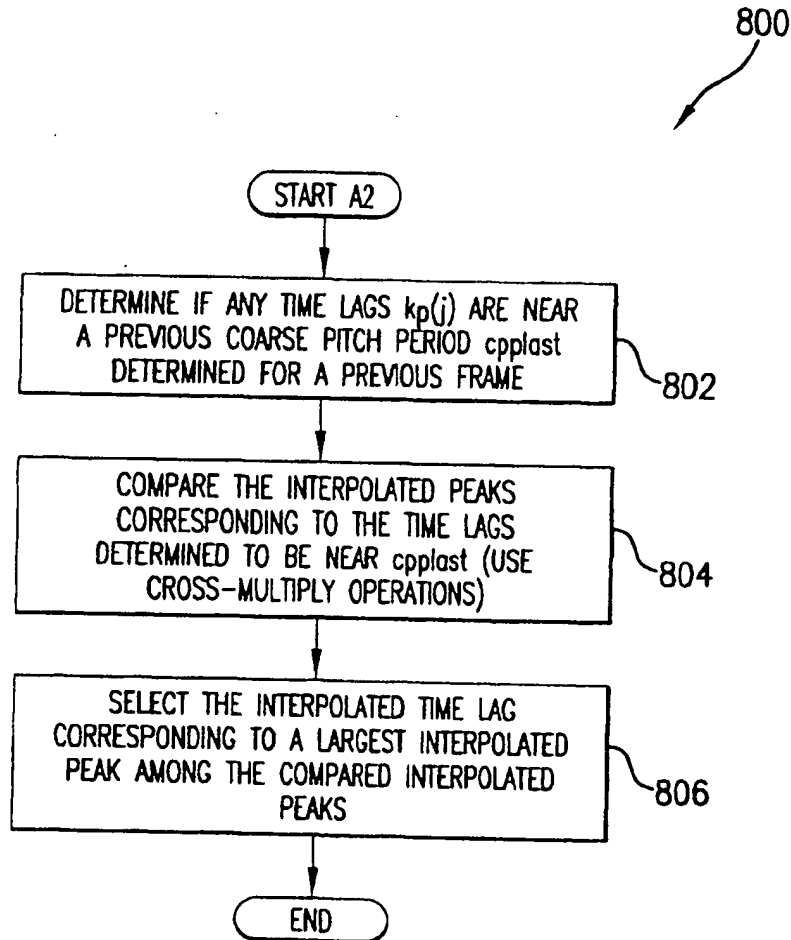 800
START A2
DETERMINE IF ANY TIME LAGS kp(j) ARE NEAR
A PREVIOUS COARSE PITCH PERIOD cpplast
DETERMINED FOR A PREVIOUS FRAME
802
COMPARE THE INTERPOLATED PEAKS
CORRESPONDING TO THE TIME LAGS
DETERMINED TO BE NEAR cpplast (USE
CROSS-MULTIPLY OPERATIONS)
804
SELECT THE INTERPOLATED TIME LAG
CORRESPONDING TO A LARGEST INTERPOLATED
PEAK AMONG THE COMPARED INTERPOLATED
PEAKS
806
END